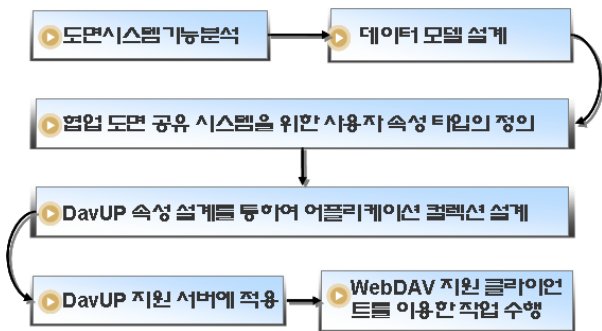 도면시스템기능분석
데이터 모델 설계
협업 도면 공유 시스템을 위한 사용자 속성 타입의 정의
DavUP 속성 설계를 통하여 어플리케이션 컬렉션 설계
DavUP 지원 서버에 적용
WebDAV 지원 클라이언
트를 이용한 작업 수행